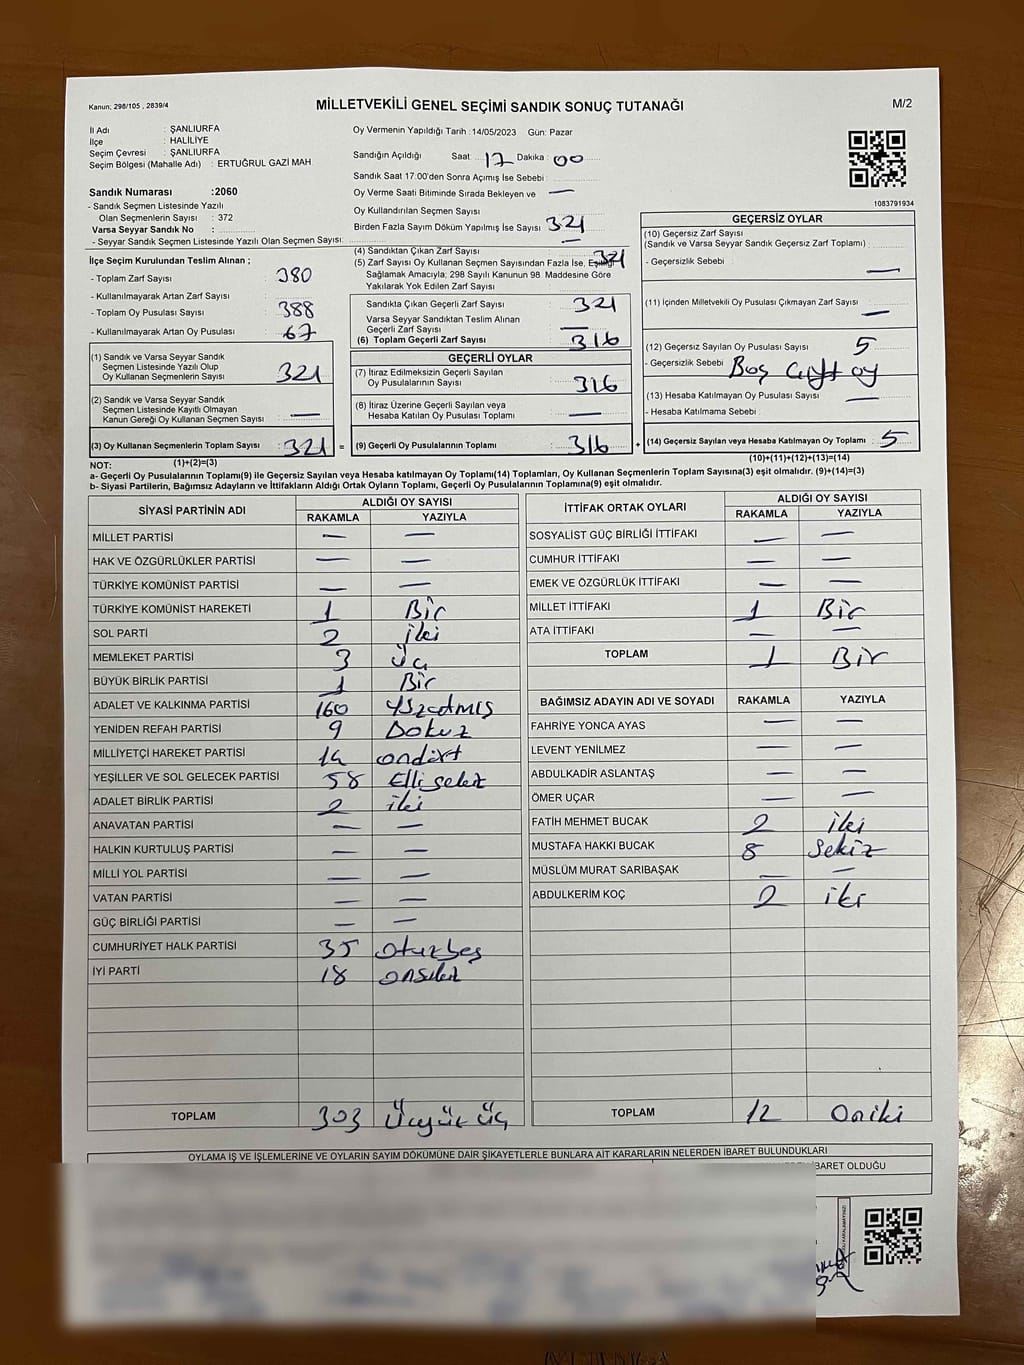 Kanun; 298/105 , 2839/4
MİLLETVEKİLİ GENEL SEÇİMİ SANDIK SONUÇ TUTANAĞI
M/2
İl Adı : ŞANLIURFA
İlçe : HALİLİYE
Seçim Çevresi : ŞANLIURFA
Seçim Bölgesi (Mahalle Adı) : ERTUĞRUL GAZİ MAH
Sandık Numarası :2060
- Sandık Seçmen Listesinde Yazılı
Olan Seçmenlerin Sayısı : 372
Varsa Seyyar Sandık No :
- Seyyar Sandık Seçmen Listesinde Yazılı Olan Seçmen Sayısı:
Oy Vermenin Yapıldığı Tarih :14/05/2023 Gün: Pazar
Sandığın Açıldığı Saat: 17 Dakika: 00
Sandık Saat 17:00'den Sonra Açımış İse Sebebi :
Oy Verme Saati Bitiminde Sırada Bekleyen ve —
Oy Kullandırılan Seçmen Sayısı
Birden Fazla Sayım Döküm Yapılmış İse Sayısı : 321
—
1083791934
İlçe Seçim Kurulundan Teslim Alınan ;
- Toplam Zarf Sayısı : 380
- Kullanılmayarak Artan Zarf Sayısı :
- Toplam Oy Pusulası Sayısı : 388
- Kullanılmayarak Artan Oy Pusulası : 67
(1) Sandık ve Varsa Seyyar Sandık
Seçmen Listesinde Yazılı Olup
Oy Kullanan Seçmenlerin Sayısı : 321
(2) Sandık ve Varsa Seyyar Sandık
Seçmen Listesinde Kayıtlı Olmayan
Kanun Gereği Oy Kullanan Seçmen Sayısı : —
(3) Oy Kullanan Seçmenlerin Toplam Sayısı : 321 =
(1)+(2)=(3)
(4) Sandıktan Çıkan Zarf Sayısı : 321
(5) Zarf Sayısı Oy Kullanan Seçmen Sayısından Fazla İse, Eşitliği
Sağlamak Amacıyla; 298 Sayılı Kanunun 98. Maddesine Göre
Yakılarak Yok Edilen Zarf Sayısı :
Sandıkla Çıkan Geçerli Zarf Sayısı : 321
Varsa Seyyar Sandıktan Teslim Alınan
Geçerli Zarf Sayısı : —
(6) Toplam Geçerli Zarf Sayısı : 316
GEÇERLİ OYLAR
(7) İtiraz Edilmeksizin Geçerli Sayılan
Oy Pusulalarının Sayısı : 316
(8) İtiraz Üzerine Geçerli Sayılan veya
Hesaba Katılan Oy Pusulası Toplamı : —
(9) Geçerli Oy Pusulalarının Toplamı : 316 +
GEÇERSİZ OYLAR
(10) Geçersiz Zarf Sayısı
(Sandık ve Varsa Seyyar Sandık Geçersiz Zarf Toplamı) :
- Geçersizlik Sebebi : —
(11) İçinden Milletvekili Oy Pusulası Çıkmayan Zarf Sayısı : —
(12) Geçersiz Sayılan Oy Pusulası Sayısı : 5
- Geçersizlik Sebebi : Boş Çift oy
(13) Hesaba Katılmayan Oy Pusulası Sayısı : —
- Hesaba Katılmama Sebebi :
(14) Geçersiz Sayılan veya Hesaba Katılmayan Oy Toplamı : 5
(10)+(11)+(12)+(13)=(14)
NOT:
a- Geçerli Oy Pusulalarının Toplamı(9) ile Geçersiz Sayılan veya Hesaba katılmayan Oy Toplamı(14) Toplamları, Oy Kullanan Seçmenlerin Toplam Sayısına(3) eşit olmalıdır. (9)+(14)=(3)
b- Siyasi Partilerin, Bağımsız Adayların ve İttifakların Aldığı Ortak Oyların Toplam, Geçerli Oy Pusulalarının Toplamına(9) eşit olmalıdır.
SİYASİ PARTİNİN ADI
ALDIĞI OY SAYISI
RAKAMLA YAZIYLA
MİLLET PARTİSİ — —
HAK VE ÖZGÜRLÜKLER PARTİSİ — —
TÜRKİYE KOMÜNİST PARTİSİ — —
TÜRKİYE KOMÜNİST HAREKETİ 1 Bir
SOL PARTİ 2 iki
MEMLEKET PARTİSİ 3 üç
BÜYÜK BİRLİK PARTİSİ 1 Bir
ADALET VE KALKINMA PARTİSİ 160 Yüzatmış
YENİDEN REFAH PARTİSİ 9 Dokuz
MİLLİYETÇİ HAREKET PARTİSİ 14 ondört
YEŞİLLER VE SOL GELECEK PARTİSİ 58 Elli sekiz
ADALET BİRLİK PARTİSİ 2 iki
ANAVATAN PARTİSİ — —
HALKIN KURTULUŞ PARTİSİ — —
MİLLİ YOL PARTİSİ — —
VATAN PARTİSİ — —
GÜÇ BİRLİĞİ PARTİSİ — —
CUMHURİYET HALK PARTİSİ 35 otuzbeş
İYİ PARTİ 18 onsekiz
TOPLAM 303 Üçyüz üç
İTTİFAK ORTAK OYLARI
ALDIĞI OY SAYISI
RAKAMLA YAZIYLA
SOSYALİST GÜÇ BİRLİĞİ İTTİFAKI — —
CUMHUR İTTİFAKI — —
EMEK VE ÖZGÜRLÜK İTTİFAKI — —
MİLLET İTTİFAKI 1 Bir
ATA İTTİFAKI — —
TOPLAM 1 Bir
BAĞIMSIZ ADAYIN ADI VE SOYADI RAKAMLA YAZIYLA
FAHRİYE YONCA AYAS — —
LEVENT YENİLMEZ — —
ABDULKADİR ASLANTAŞ — —
ÖMER UÇAR — —
FATİH MEHMET BUCAK 2 iki
MUSTAFA HAKKI BUCAK 8 Sekiz
MÜSLÜM MURAT SARIBAŞAK — —
ABDULKERİM KOÇ 2 iki
TOPLAM 12 Oniki
OYLAMA İŞ VE İŞLEMLERİNE VE OYLARIN SAYIM DÖKÜMÜNE DAİR ŞİKAYETLERLE BUNLARA AİT KARARLARIN NELERDEN İBARET BULUNDUKLARI
İBARET OLDUĞU